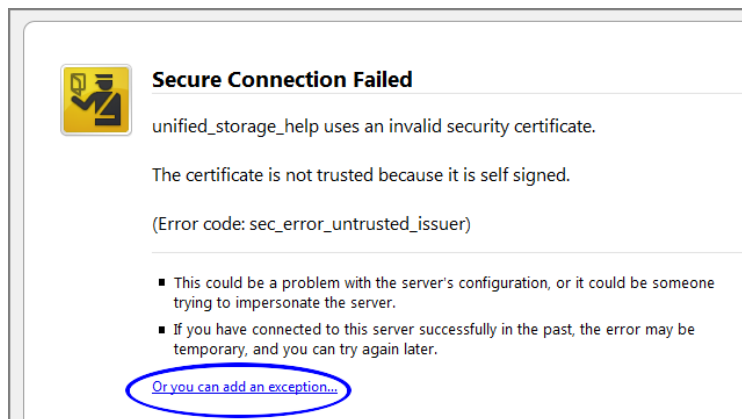 Secure Connection Failed
unified_storage_help uses an invalid security certificate.
The certificate is not trusted because it is self signed.
(Error code: sec_error_untrusted_issuer)
This could be a problem with the server's configuration, or it could be someone
trying to impersonate the server.
If you have connected to this server successfully in the past, the error may be
temporary, and you can try again later.
Or you can add an exception...